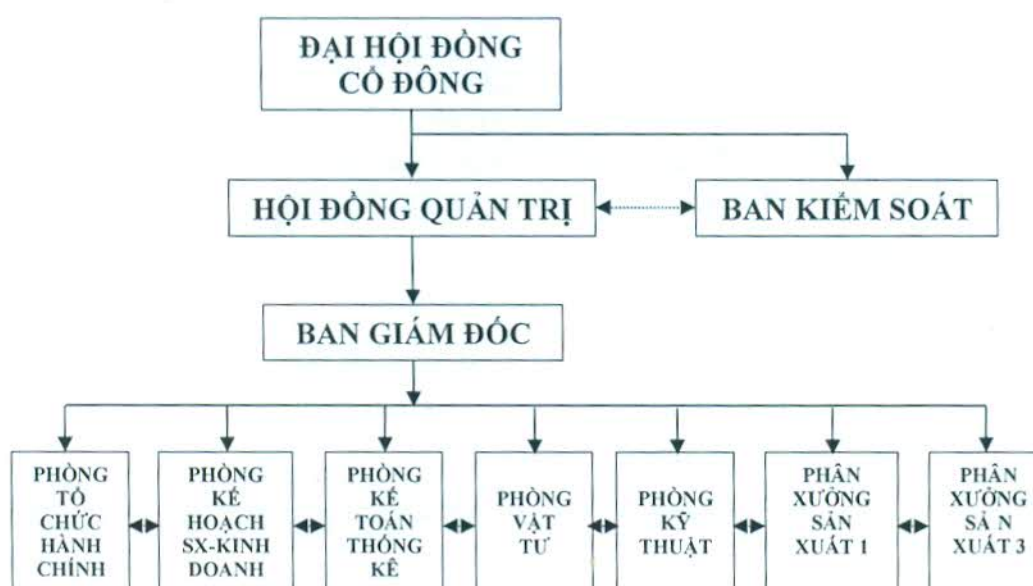 ĐẠI HỘI ĐỒNG
CỔ ĐÔNG
HỘI ĐỒNG QUẢN TRỊ
BAN KIỂM SOÁT
BAN GIÁM ĐỐC
PHÒNG
TỔ
CHỨC
HÀNH
CHÍNH
PHÒNG
KẾ
HOẠCH
SX-KINH
DOANH
PHÒNG
KẾ
TOÁN
THỐNG
KÊ
PHÒNG
VẬT
TƯ
PHÒNG
KỸ
THUẬT
PHÂN
XƯỞNG
SẢN
XUẤT 1
PHÂN
XƯỞNG
SẢ N
XUẤT 3